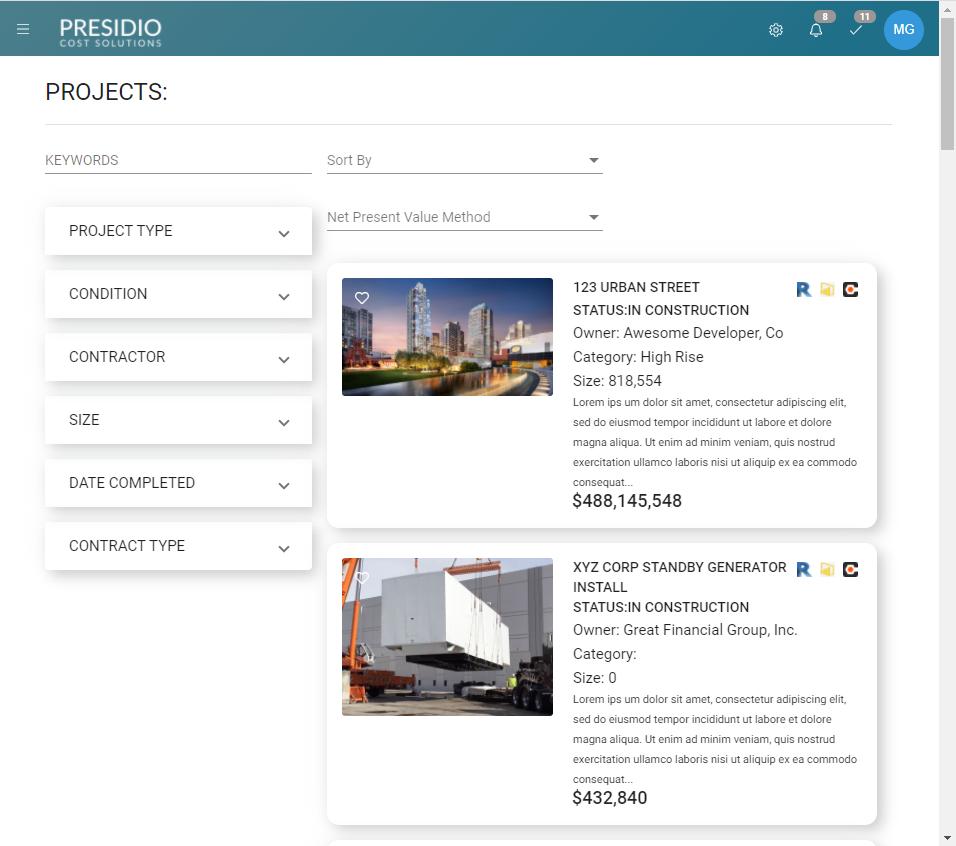 PRESIDIO
COST SOLUTIONS
8
11
MG
PROJECTS:
KEYWORDS
Sort By
Net Present Value Method
PROJECT TYPE
CONDITION
CONTRACTOR
SIZE
DATE COMPLETED
CONTRACT TYPE
123 URBAN STREET
STATUS:IN CONSTRUCTION
Owner: Awesome Developer, Co
Category: High Rise
Size: 818,554
Lorem ips um dolor sit amet, consectetur adipiscing elit,
sed do eiusmod tempor incididunt ut labore et dolore
magna aliqua. Ut enim ad minim veniam, quis nostrud
exercitation ullamco laboris nisi ut aliquip ex ea commodo
consequat...
$488,145,548
XYZ CORP STANDBY GENERATOR
INSTALL
STATUS:IN CONSTRUCTION
Owner: Great Financial Group, Inc.
Category:
Size: 0
Lorem ips um dolor sit amet, consectetur adipiscing elit,
sed do eiusmod tempor incididunt ut labore et dolore
magna aliqua. Ut enim ad minim veniam, quis nostrud
exercitation ullamco laboris nisi ut aliquip ex ea commodo
consequat...
$432,840